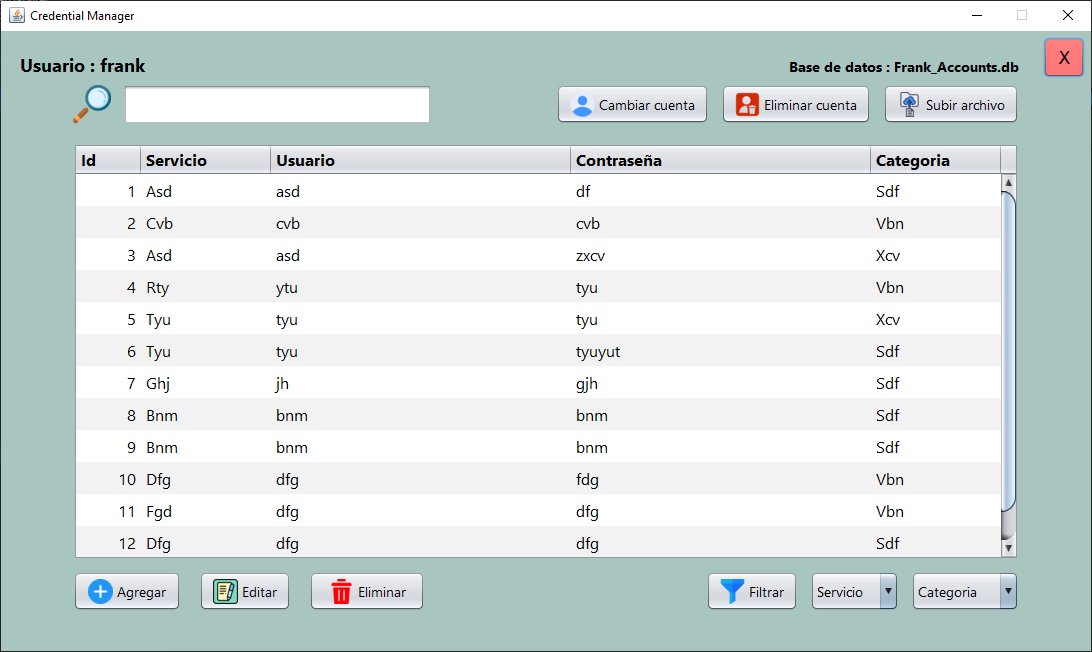 Credential Manager
Usuario : frank
X
Base de datos : Frank_Accounts.db
Cambiar cuenta
Eliminar cuenta
Subir archivo
Id Servicio Usuario Contraseña Categoria
1 Asd asd df Sdf
2 Cvb cvb cvb Vbn
3 Asd asd zxcv Xcv
4 Rty ytu tyu Vbn
5 Tyu tyu tyu Xcv
6 Tyu tyu tyuyut Sdf
7 Ghj jh gjh Sdf
8 Bnm bnm bnm Sdf
9 Bnm bnm bnm Sdf
10 Dfg dfg fdg Vbn
11 Fgd dfg dfg Vbn
12 Dfg dfg dfg Sdf
Agregar
Editar
Eliminar
Filtrar
Servicio
Categoria